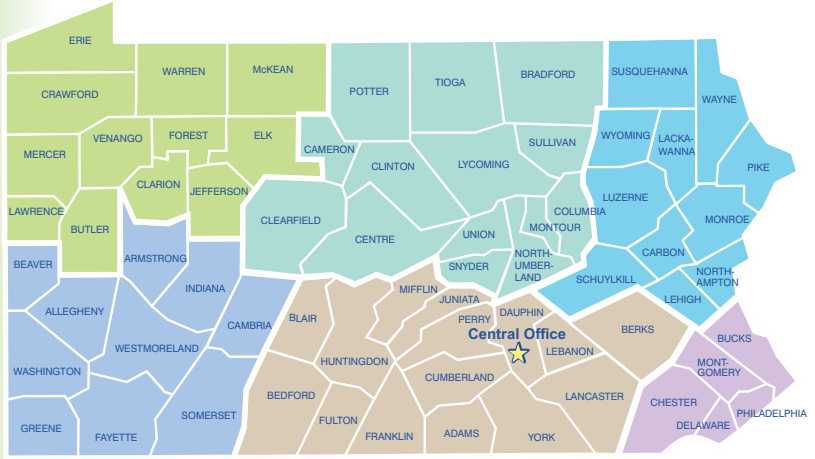 ERIE
CRAWFORD
WARREN
McKEAN
MERCER
VENANGO
FOREST
ELK
CLARION
JEFFERSON
LAWRENCE
BUTLER
POTTER
TIOGA
BRADFORD
CAMERON
CLINTON
LYCOMING
SULLIVAN
CLEARFIELD
CENTRE
UNION
SNYDER
COLUMBIA
MONTOUR
NORTH-
UMBER-
LAND
SUSQUEHANNA
WAYNE
WYOMING
LACKA-
WANNA
PIKE
LUZERNE
MONROE
CARBON
SCHUYLKILL
NORTH-
AMPTON
LEHIGH
BEAVER
ARMSTRONG
INDIANA
ALLEGHENY
CAMBRIA
WESTMORELAND
WASHINGTON
GREENE
FAYETTE
SOMERSET
BLAIR
MIFFLIN
JUNIATA
PERRY
DAUPHIN
Central Office
HUNTINGDON
LEBANON
BERKS
BEDFORD
CUMBERLAND
LANCASTER
FULTON
FRANKLIN
ADAMS
YORK
BUCKS
MONT-
GOMERY
CHESTER
PHILADELPHIA
DELAWARE